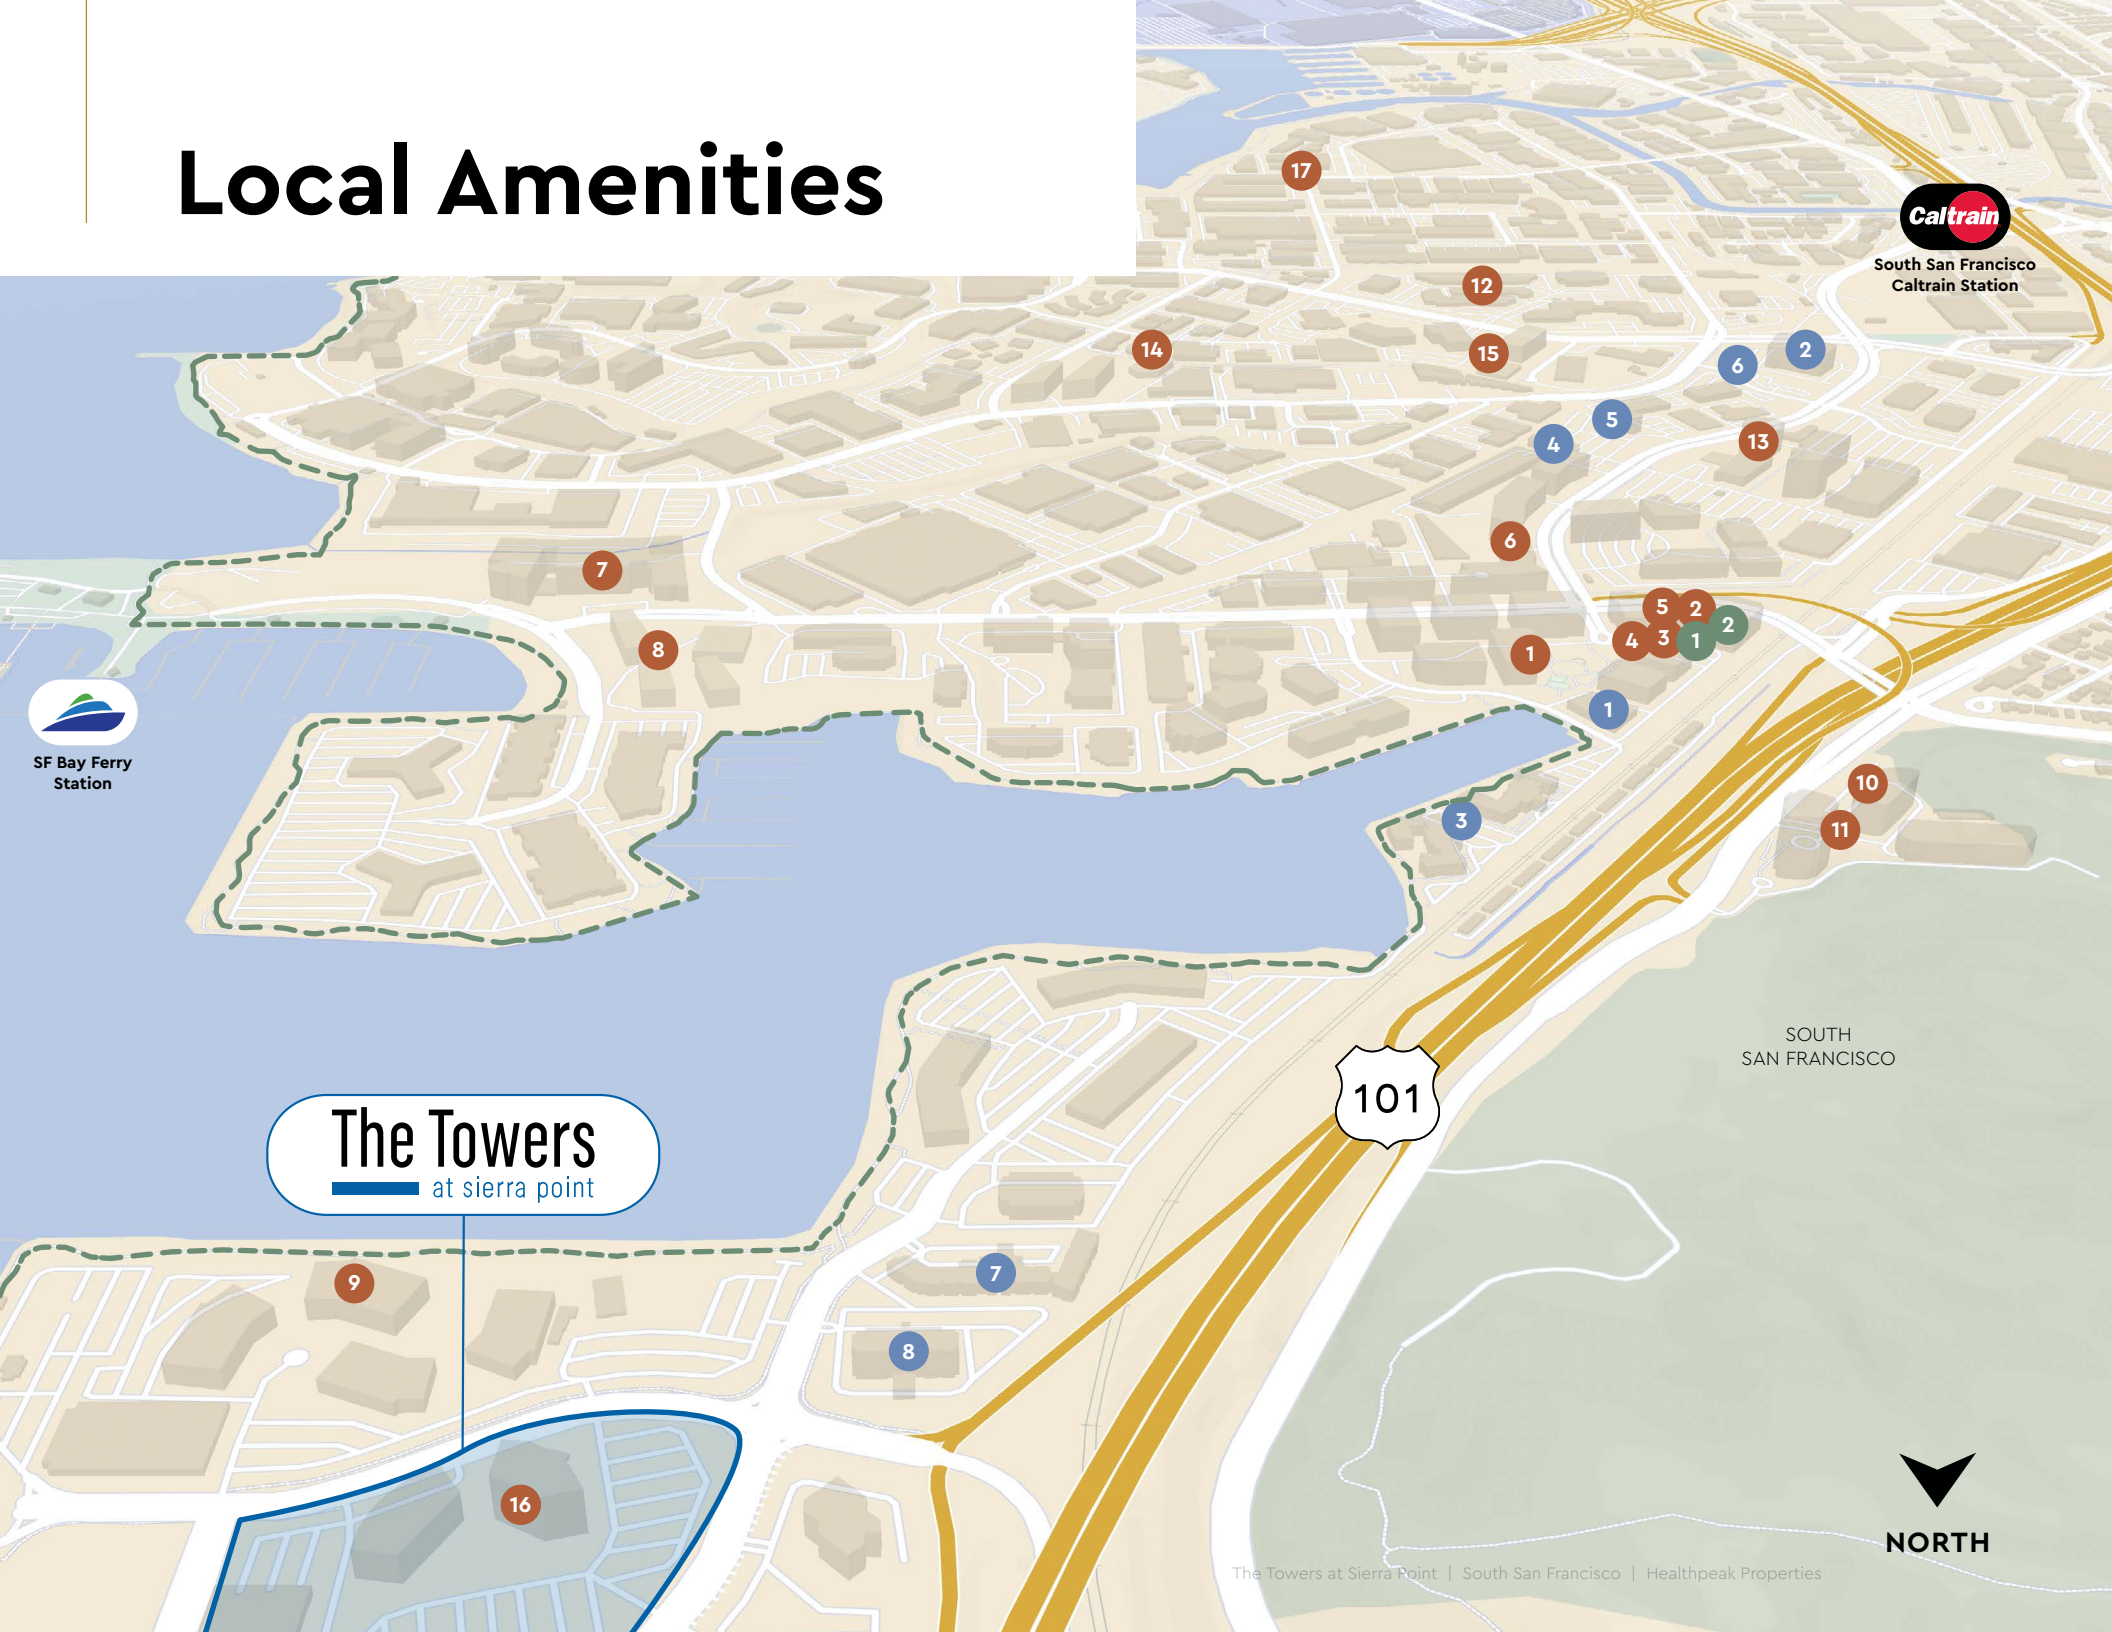 Local Amenities
17
Caltrain
South San Francisco
Caltrain Station
12
14
15
6
2
5
4
13
6
7
5
2
2
4
3
1
8
1
1
SF Bay Ferry
Station
10
3
11
SOUTH
SAN FRANCISCO
101
The Towers
at sierra point
9
7
8
16
NORTH
The Towers at Sierra Point | South San Francisco | Healthpeak Properties